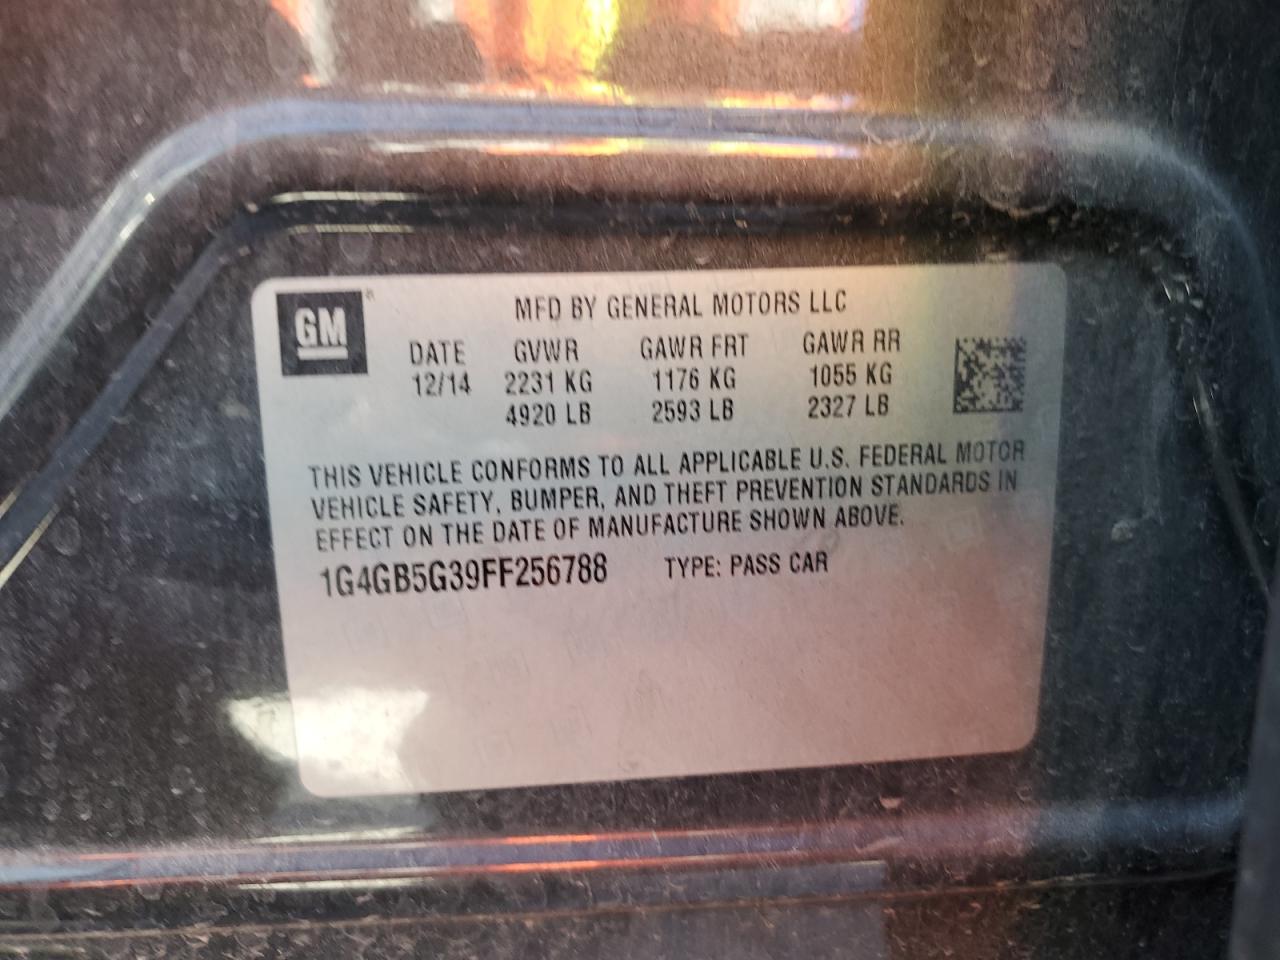 GM®
MFD BY GENERAL MOTORS LLC
DATE GVWR GAWR FRT GAWR RR
12/14 2231 KG 1176 KG 1055 KG
4920 LB 2593 LB 2327 LB
THIS VEHICLE CONFORMS TO ALL APPLICABLE U.S. FEDERAL MOTOR
VEHICLE SAFETY, BUMPER, AND THEFT PREVENTION STANDARDS IN
EFFECT ON THE DATE OF MANUFACTURE SHOWN ABOVE.
1G4GB5G39FF256788 TYPE: PASS CAR